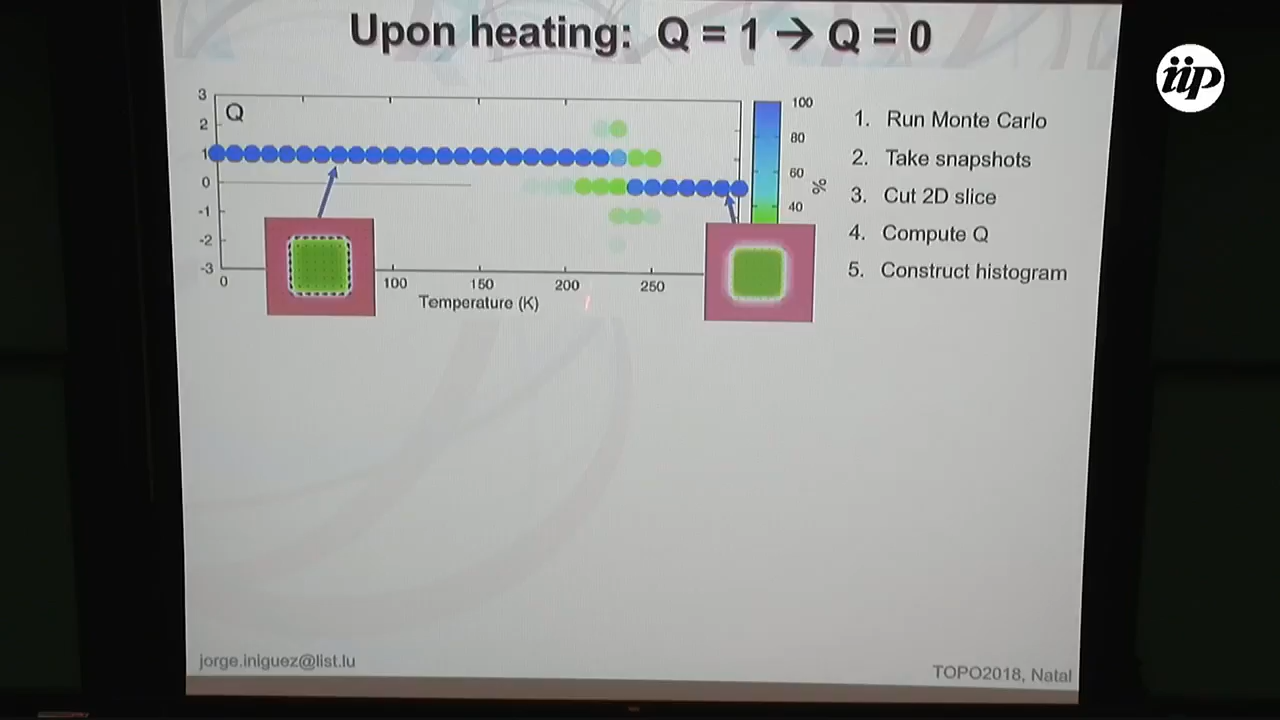 Upon heating: Q = 1 → Q = 0
iip
3
2
1
0
-1
-2
-3
Q
0
100
150
200
250
Temperature (K)
100
80
60
40
%
1. Run Monte Carlo
2. Take snapshots
3. Cut 2D slice
4. Compute Q
5. Construct histogram
jorge.iniguez@list.lu
TOPO2018, Natal